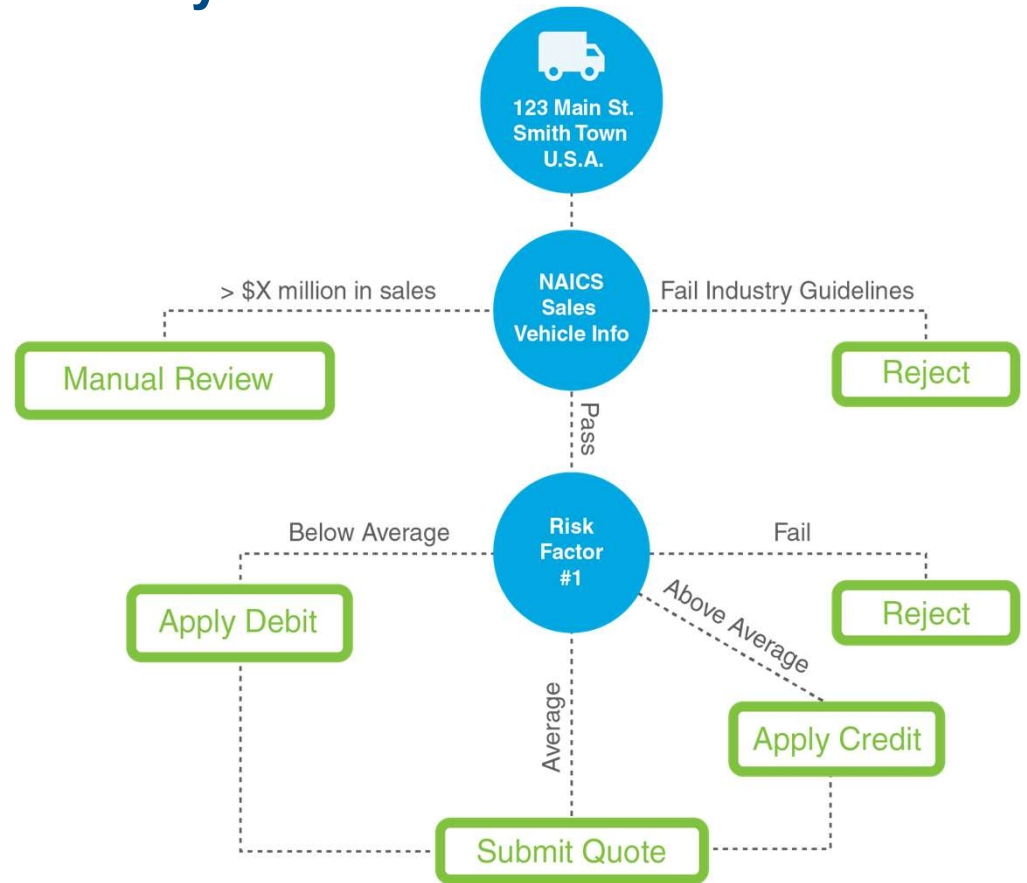 123 Main St.
Smith Town
U.S.A.
NAICS
Sales
Vehicle Info
> $X million in sales
Fail Industry Guidelines
Manual Review
Reject
Pass
Risk
Factor
#1
Below Average
Fail
Apply Debit
Above Average
Reject
Average
Apply Credit
Submit Quote